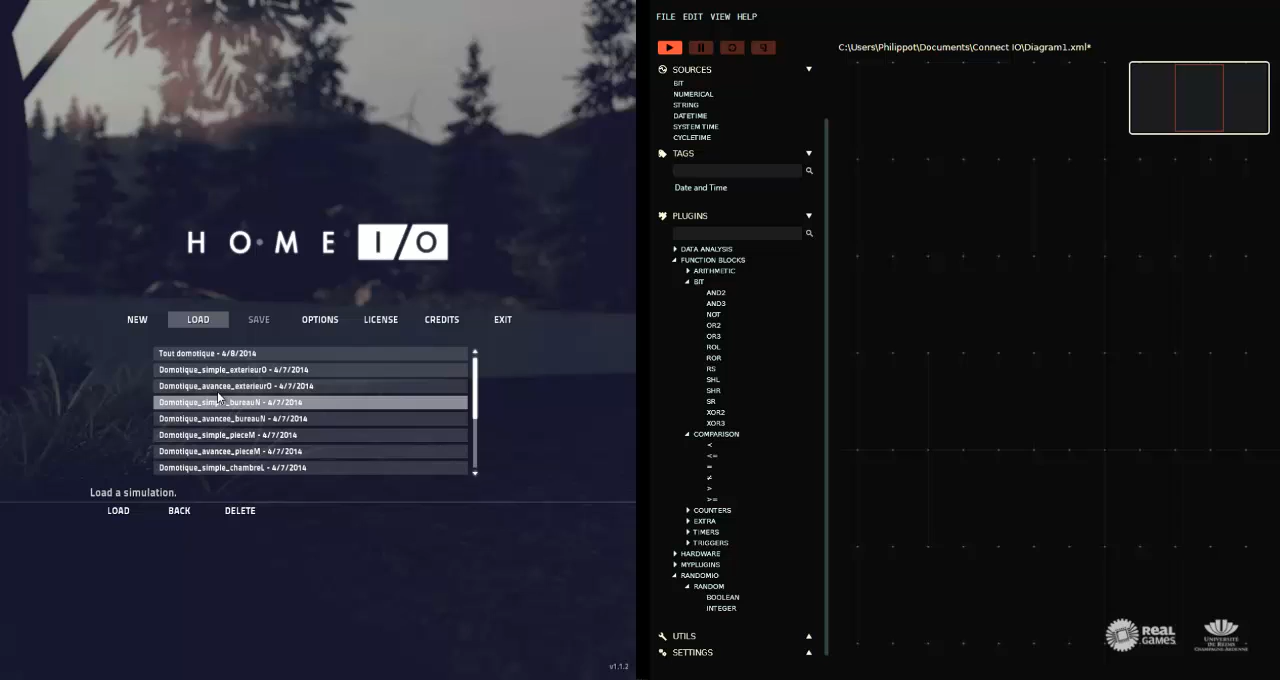 HOME I/O
NEW LOAD SAVE OPTIONS LICENSE CREDITS EXIT
Tout domotique - 4/8/2014
Domotique_simple_exterieurO - 4/7/2014
Domotique_avancee_exterieurO - 4/7/2014
Domotique_simple_bureauN - 4/7/2014
Domotique_avancee_bureauN - 4/7/2014
Domotique_simple_pieceM - 4/7/2014
Domotique_avancee_pieceM - 4/7/2014
Domotique_simple_chambreL - 4/7/2014
Load a simulation.
LOAD BACK DELETE
v1.1.2
FILE EDIT VIEW HELP
C:\Users\Philippot\Documents\Connect IO\Diagram1.xml*
SOURCES
BIT
NUMERICAL
STRING
DATETIME
SYSTEM TIME
CYCLETIME
TAGS
Date and Time
PLUGINS
DATA ANALYSIS
FUNCTION BLOCKS
ARITHMETIC
BIT
AND2
AND3
NOT
OR2
OR3
ROL
ROR
RS
SHL
SHR
SR
XOR2
XOR3
COMPARISON
<
<=
=
≠
>
>=
COUNTERS
EXTRA
TIMERS
TRIGGERS
HARDWARE
MYPLUGINS
RANDOMIO
RANDOM
BOOLEAN
INTEGER
UTILS
SETTINGS
REAL
GAMES
UNIVERSITÉ
DE REIMS
CHAMPAGNE-ARDENNE